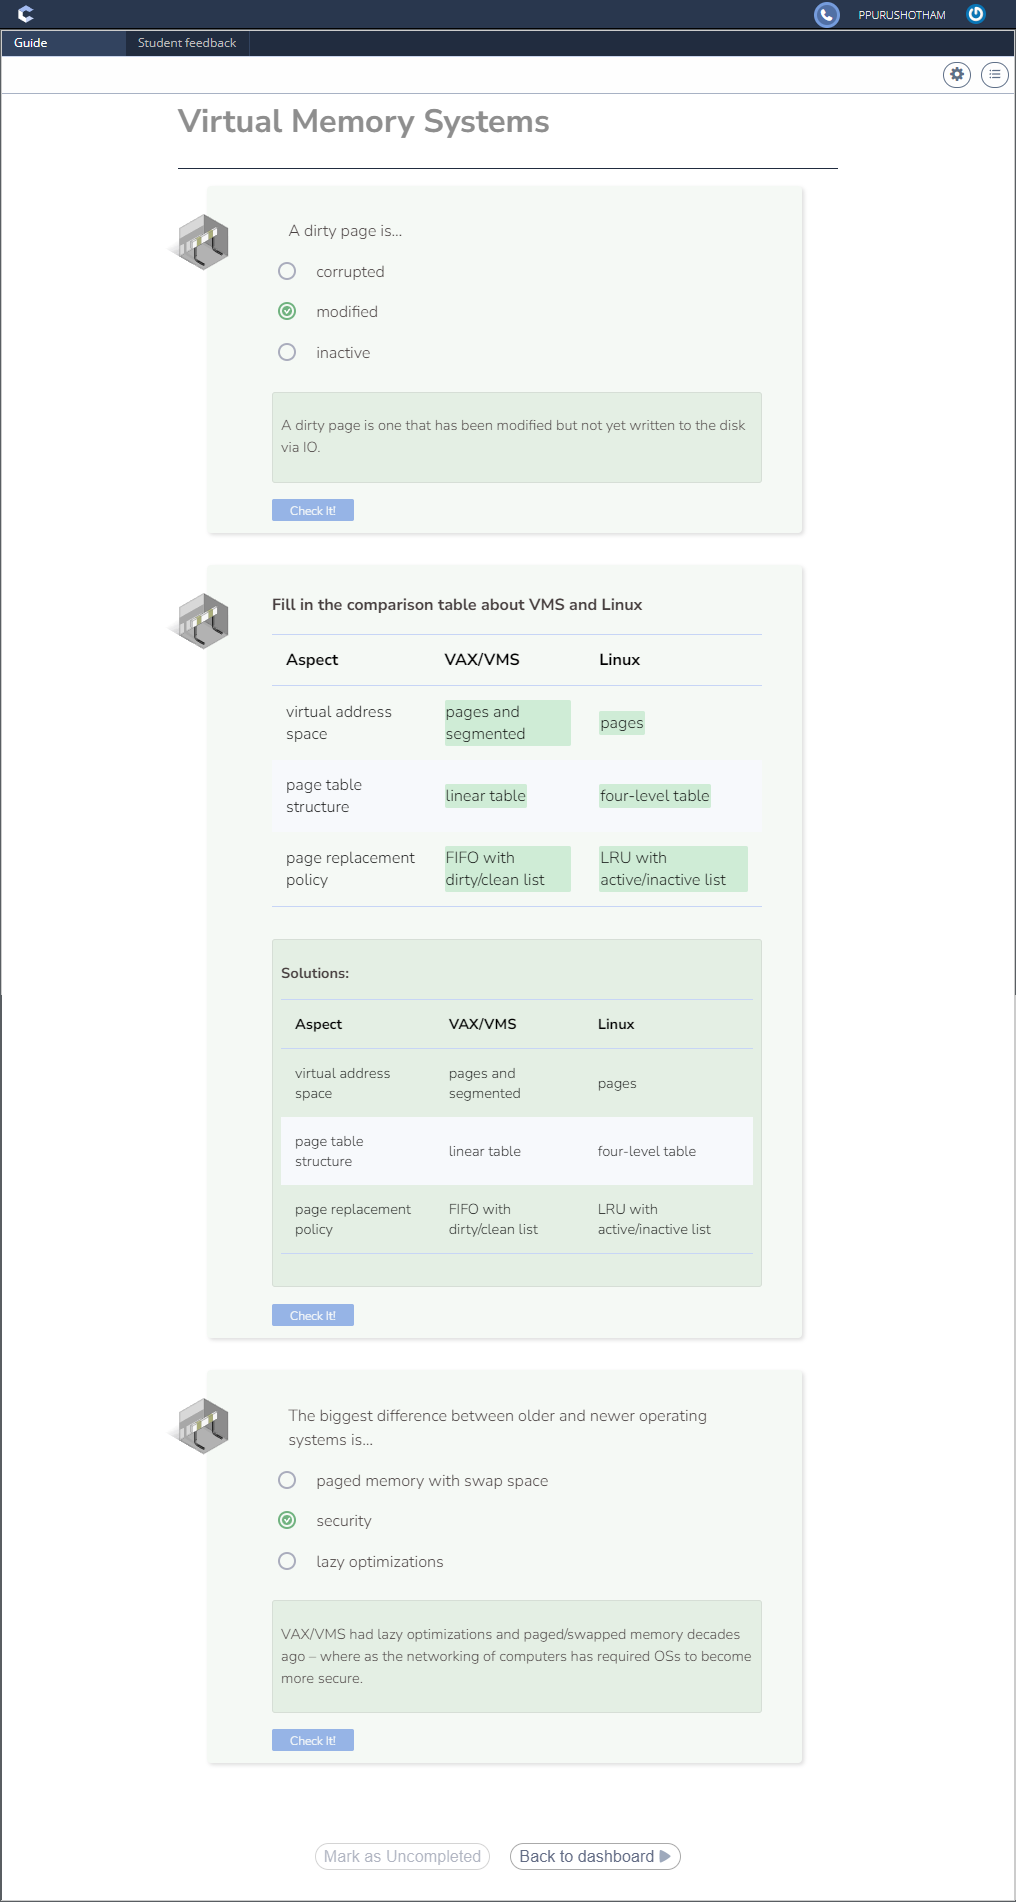 PPURUSHOTHAM
Guide
Student feedback
Virtual Memory Systems
A dirty page is...
corrupted
modified
inactive
A dirty page is one that has been modified but not yet written to the disk
via IO.
Check It!
Fill in the comparison table about VMS and Linux
Aspect VAX/VMS Linux
virtual address
space
pages and
segmented
pages
page table
structure
linear table
four-level table
page replacement
policy
FIFO with
dirty/clean list
LRU with
active/inactive list
Solutions:
Aspect VAX/VMS Linux
virtual address
space
pages and
segmented
pages
page table
structure
linear table
four-level table
page replacement
policy
FIFO with
dirty/clean list
LRU with
active/inactive list
Check It!
The biggest difference between older and newer operating
systems is...
paged memory with swap space
security
lazy optimizations
VAX/VMS had lazy optimizations and paged/swapped memory decades
ago – where as the networking of computers has required OSs to become
more secure.
Check It!
Mark as Uncompleted
Back to dashboard